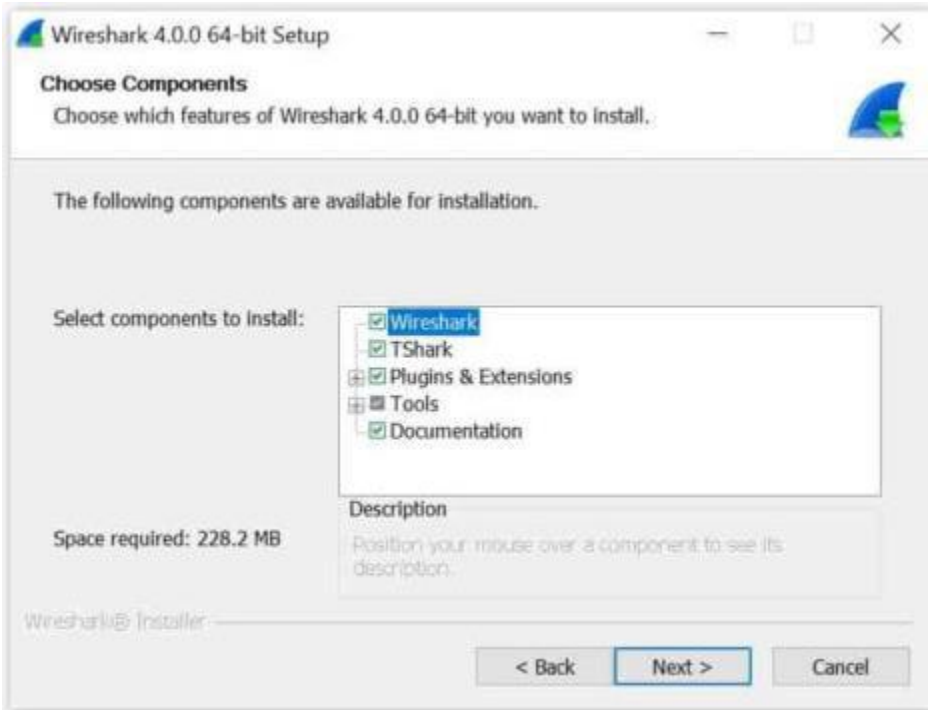 Wireshark 4.0.0 64-bit Setup
Choose Components
Choose which features of Wireshark 4.0.0 64-bit you want to install.
The following components are available for installation.
Select components to install:
Wireshark
TShark
Plugins & Extensions
Tools
Documentation
Space required: 228.2 MB
Description
Position your mouse over a component to see its
description.
Wireshark® Installer
< Back
Next >
Cancel